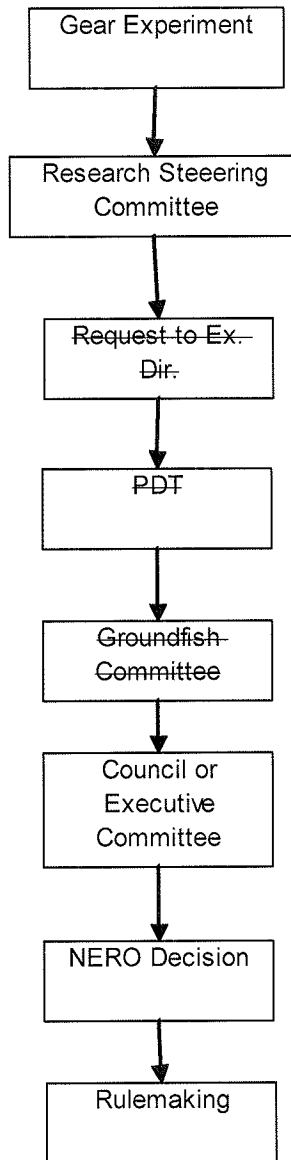 Gear Experiment
Research Steeering
Committee
Request to Ex.
Dir.
PDT
Groundfish
Committee
Council or
Executive
Committee
NERO Decision
Rulemaking